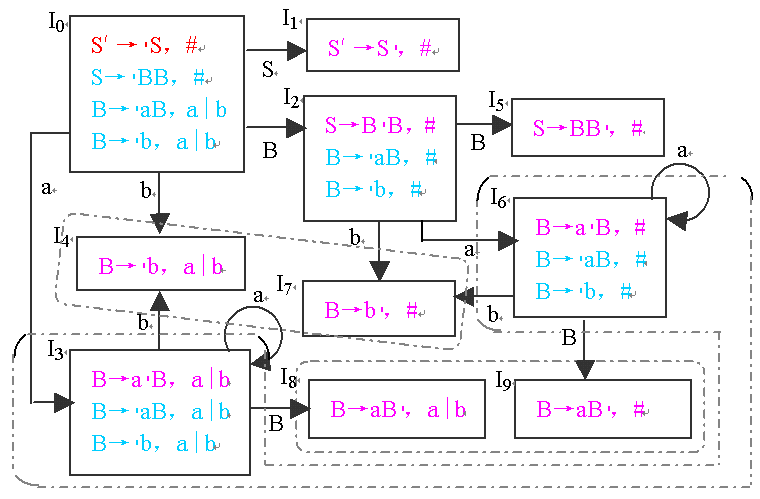 I0
S'→·S，#
S→·BB，#
B→·aB，a|b
B→·b，a|b
S
I1
S'→S·，#
B
I2
S→B·B，#
B→·aB，#
B→·b，#
B
I5
S→BB·，#
a
b
b
a
a
I6
B→a·B，#
B→·aB，#
B→·b，#
I4
B→·b，a|b
I7
B→b·，#
b
B
b
a
I3
B→a·B，a|b
B→·aB，a|b
B→·b，a|b
B
I8
B→aB·，a|b
I9
B→aB·，#